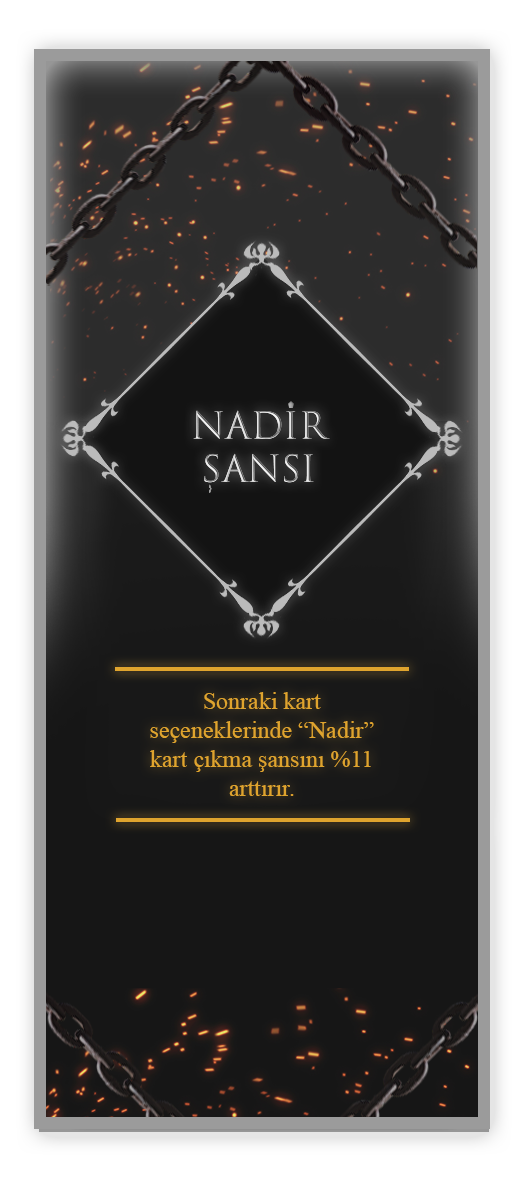 NADİR
ŞANSI
Sonraki kart
seçeneklerinde “Nadir”
kart çıkma şansını %11
arttırır.